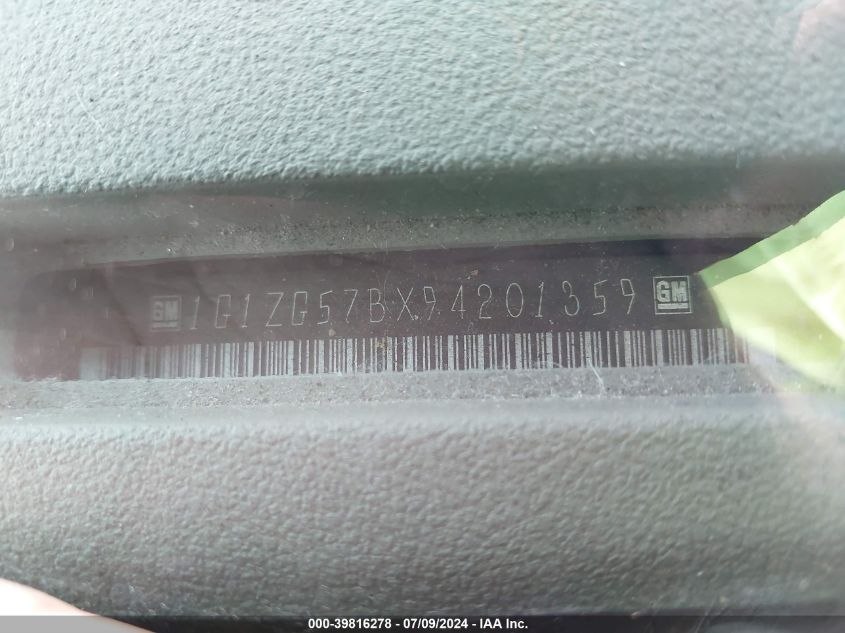 GM 1G1ZG57BX94201359 GM
000-39816278 - 07/09/2024 - IAA Inc.